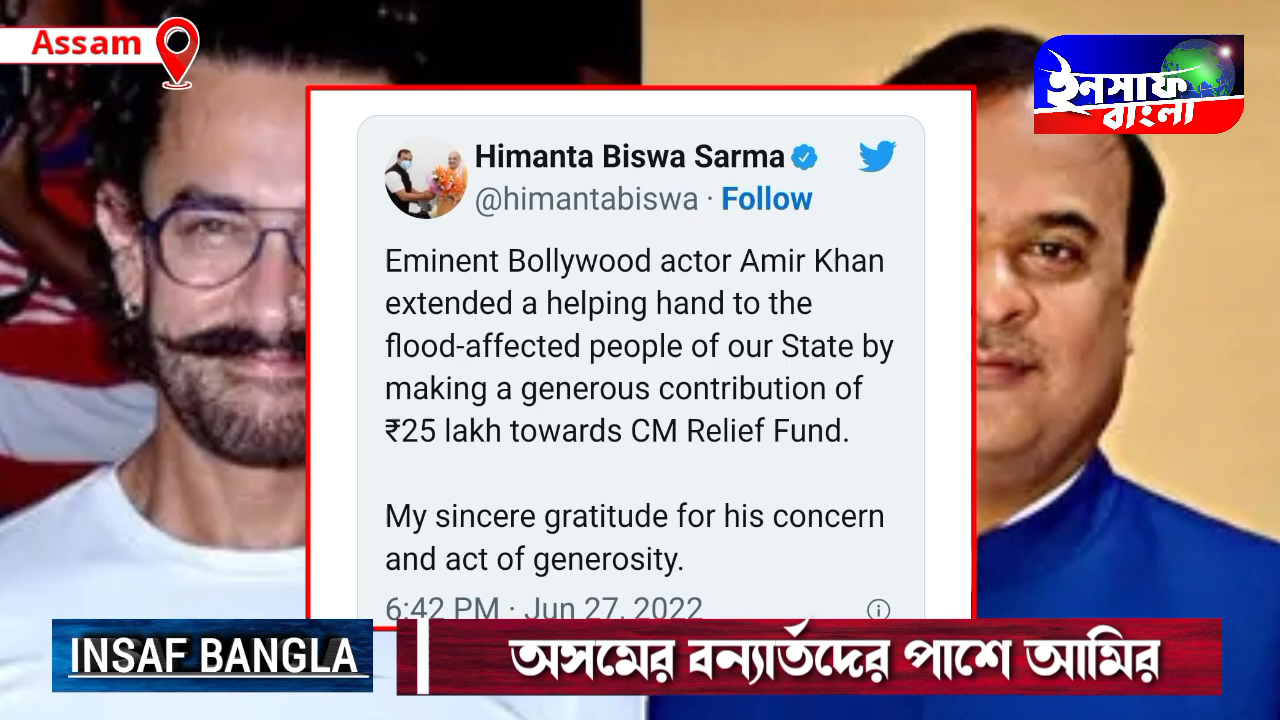 Assam
ইনসাফ
বাংলা
Himanta Biswa Sarma
@himantabiswa · Follow
Eminent Bollywood actor Amir Khan
extended a helping hand to the
flood-affected people of our State by
making a generous contribution of
₹25 lakh towards CM Relief Fund.
My sincere gratitude for his concern
and act of generosity.
6:42 PM · Jun 27, 2022
INSAF BANGLA
অসমের বন্যার্তদের পাশে আমির